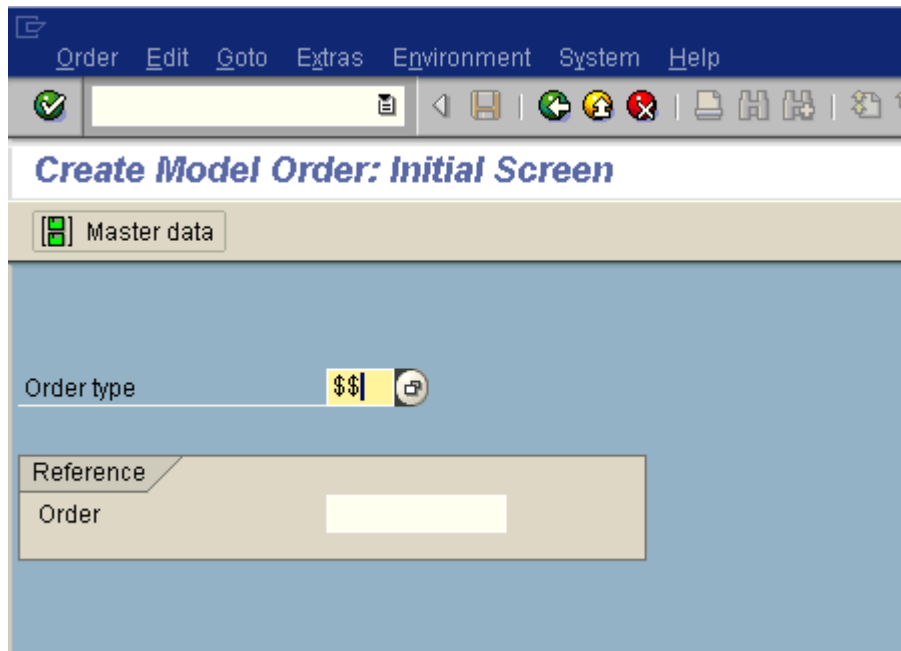 Order Edit Goto Extras Environment System Help
Create Model Order: Initial Screen
Master data
Order type $$
Reference
Order